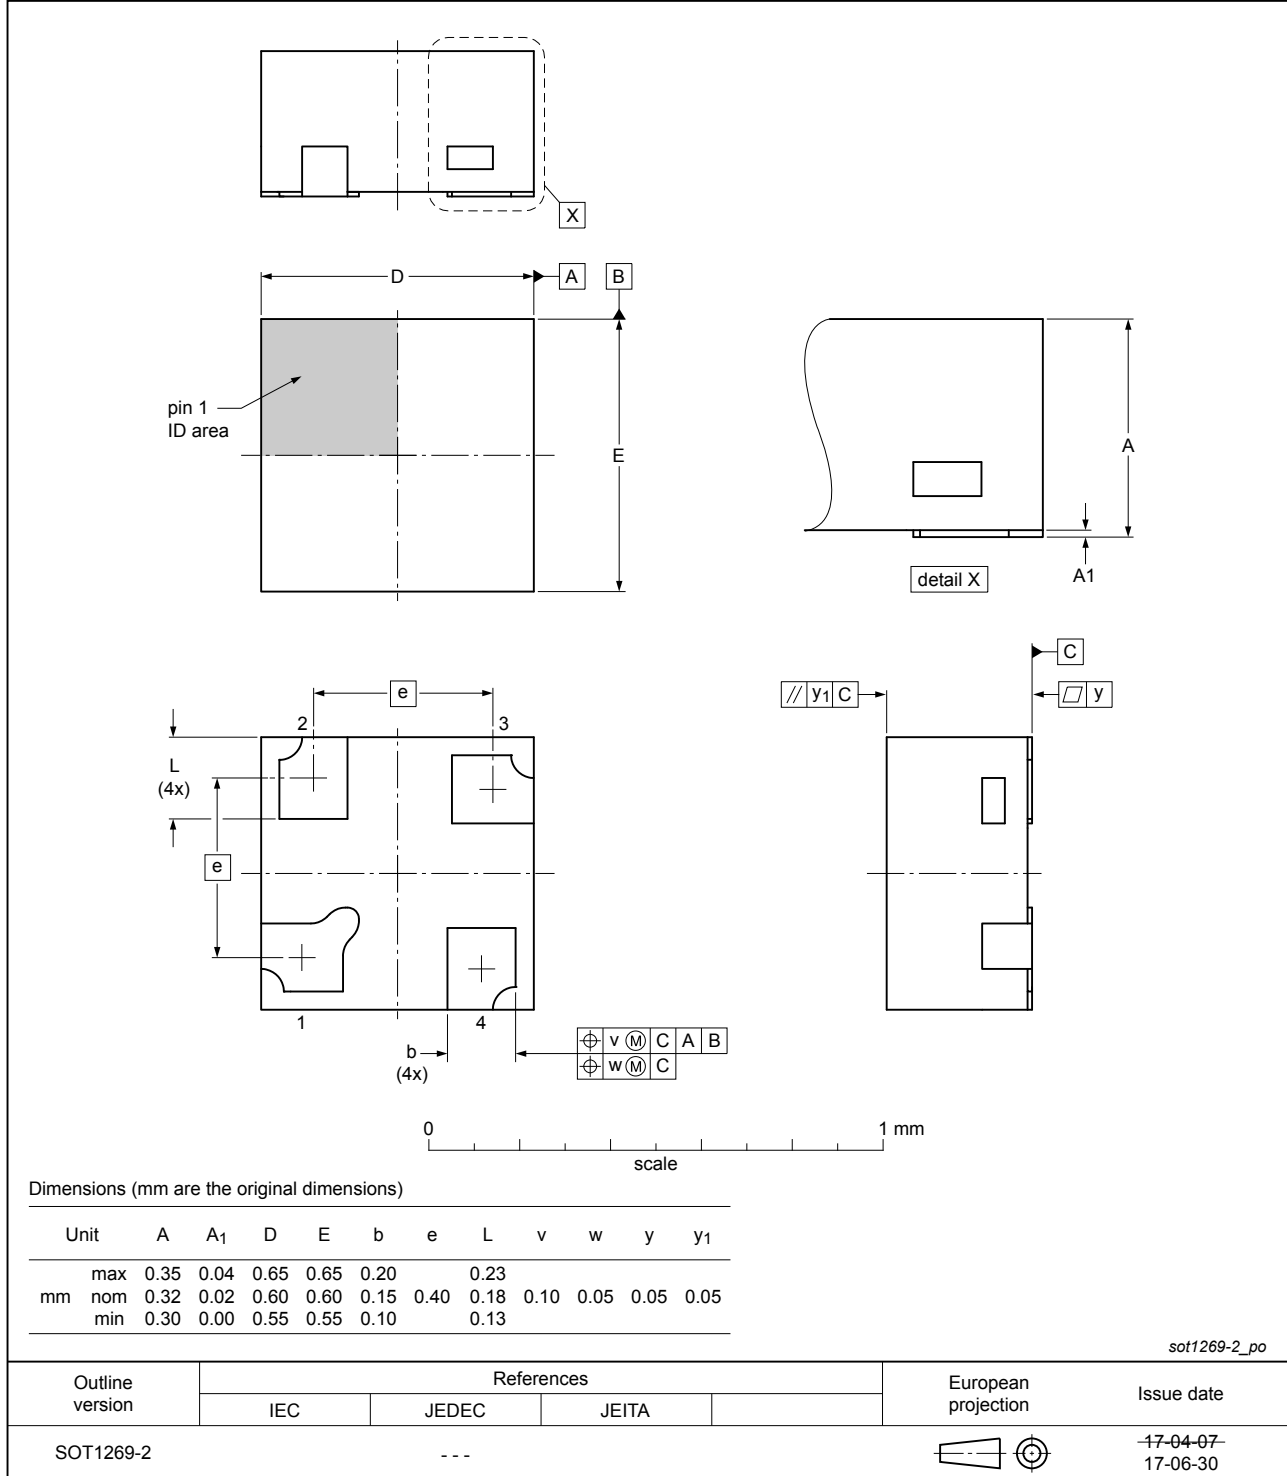 X
D
A
B
pin 1
ID area
E
A
A1
detail X
C
// y1 C
y
e
2
3
L
(4x)
e
1
4
b
(4x)
v M C A B
w M C
0
1 mm
scale
Dimensions (mm are the original dimensions)
Unit A A1 D E b e L v w y y1
max 0.35 0.04 0.65 0.65 0.20 0.23
mm nom 0.32 0.02 0.60 0.60 0.15 0.40 0.18 0.10 0.05 0.05 0.05
min 0.30 0.00 0.55 0.55 0.10 0.13
sot1269-2_po
Outline version
References
IEC JEDEC JEITA
European projection
Issue date
SOT1269-2
- - -
17-04-07
17-06-30